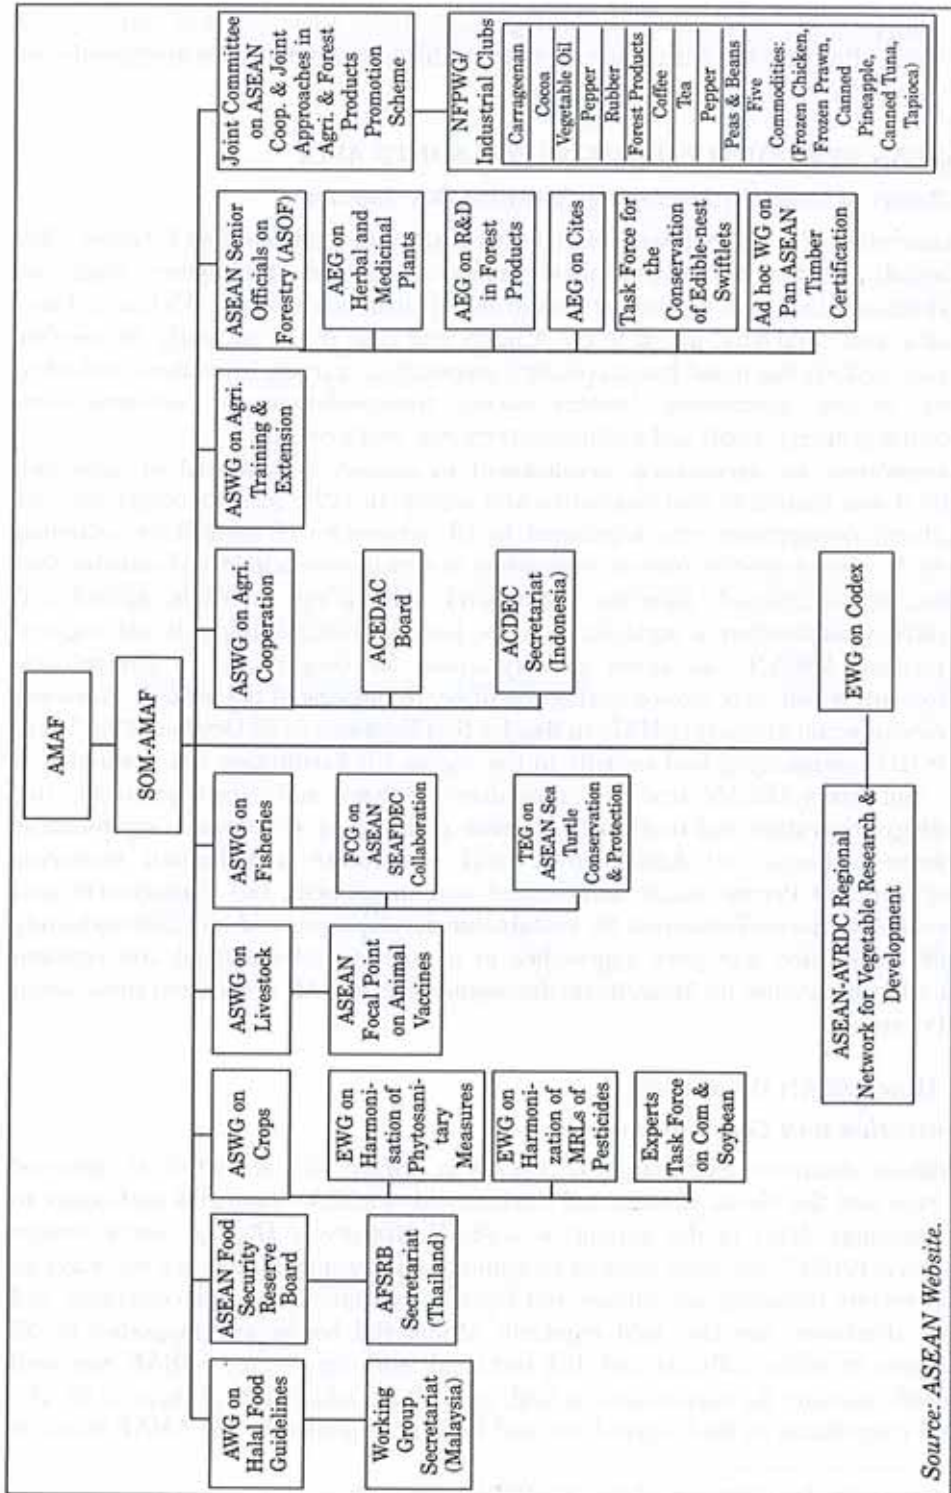 AMAF
SOM-AMAF
AWG on
Halal Food
Guidelines
Working
Group
Secretariat
(Malaysia)
ASEAN Food
Security
Reserve
Board
AFSRB
Secretariat
(Thailand)
ASWG on
Crops
EWG on
Harmoni-
sation of
Phytosani-
tary
Measures
EWG on
Harmoni-
zation of
MRLs of
Pesticides
Experts
Task Force
on Corn &
Soybean
ASWG on
Livestock
ASEAN
Focal Point
on Animal
Vaccines
ASWG on
Fisheries
FCG on
ASEAN
SEAFDEC
Collaboration
TEG on
ASEAN Sea
Turtle
Conservation
& Protection
ASWG on Agri.
Cooperation
ACEDAC
Board
ACDEC
Secretariat
(Indonesia)
ASWG on Agri.
Training &
Extension
ASEAN Senior
Officials on
Forestry (ASOF)
AEG on
Herbal and
Medicinal
Plants
AEG on R&D
in Forest
Products
AEG on Cites
Task Force for
the
Conservation
of Edible-nest
Swiftlets
Ad hoc WG on
Pan ASEAN
Timber
Certification
Joint Committee
on ASEAN
Coop. & Joint
Approaches in
Agri. & Forest
Products
Promotion
Scheme
NFPWG/
Industrial Clubs
Carrageenan
Cocoa
Vegetable Oil
Pepper
Rubber
Forest Products
Coffee
Tea
Pepper
Peas & Beans
Five
Commodities:
(Frozen Chicken,
Frozen Prawn,
Canned
Pineapple,
Canned Tuna,
Tapioca)
ASEAN-AVRDC Regional
Network for Vegetable Research &
Development
EWG on Codex
Source: ASEAN Website.